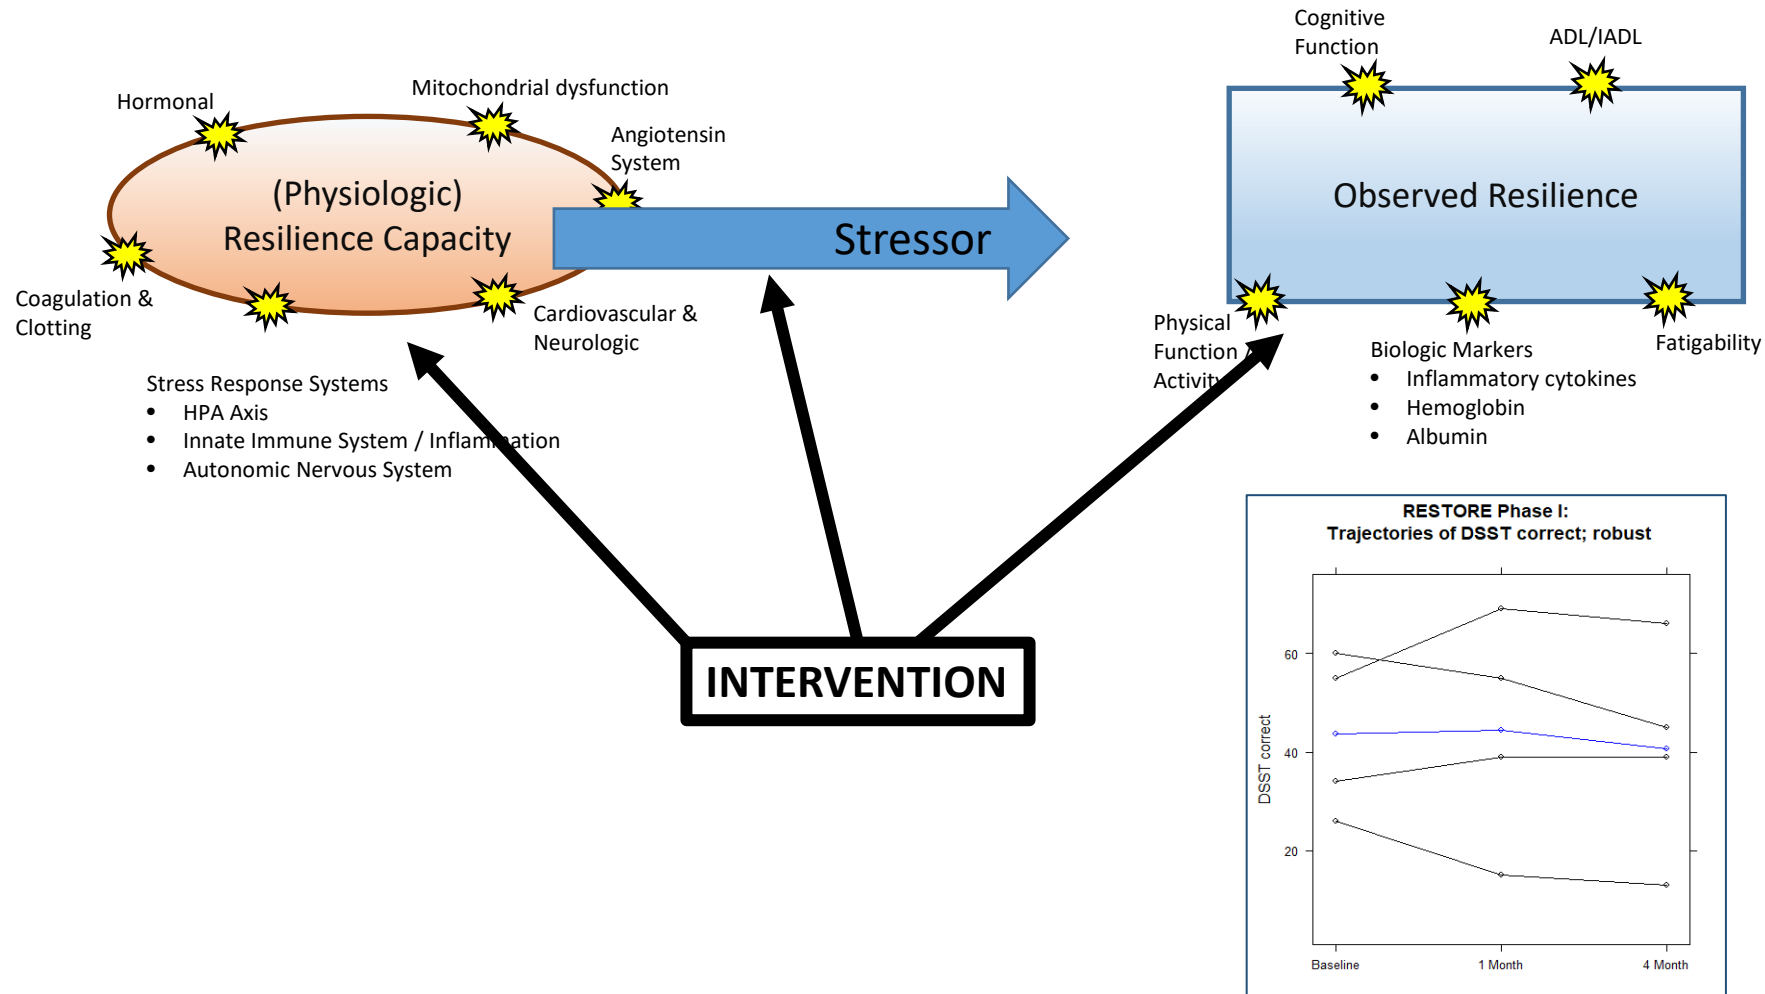 Hormonal
Mitochondrial dysfunction
Angiotensin
System
(Physiologic)
Resilience Capacity
Coagulation &
Clotting
Cardiovascular &
Neurologic
Stress Response Systems
• HPA Axis
• Innate Immune System / Inflammation
• Autonomic Nervous System
Stressor
Cognitive
Function
ADL/IADL
Observed Resilience
Physical
Function /
Activity
Biologic Markers
• Inflammatory cytokines
• Hemoglobin
• Albumin
Fatigability
INTERVENTION
RESTORE Phase I:
Trajectories of DSST correct; robust
DSST correct
60
40
20
Baseline
1 Month
4 Month